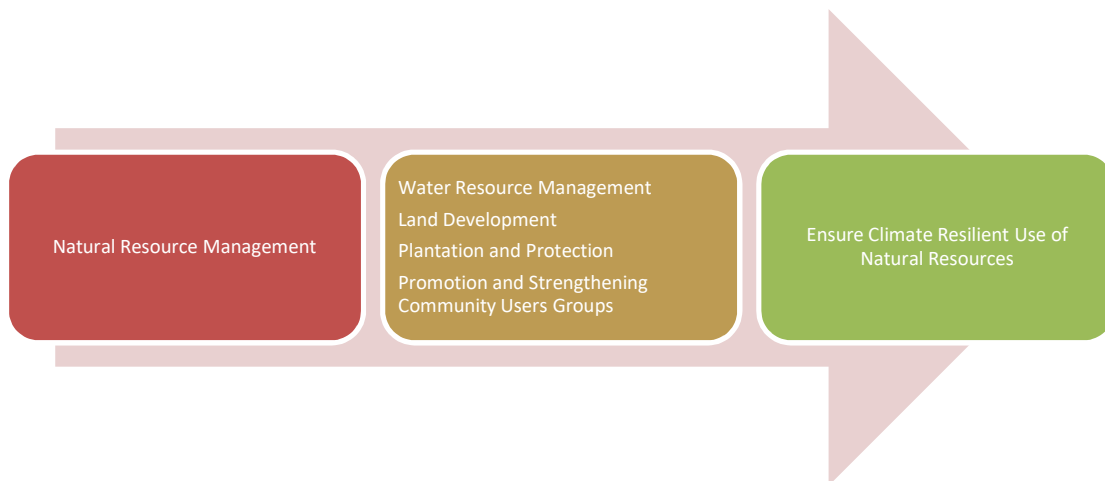 Natural Resource Management
Water Resource Management
Land Development
Plantation and Protection
Promotion and Strengthening
Community Users Groups
Ensure Climate Resilient Use of
Natural Resources